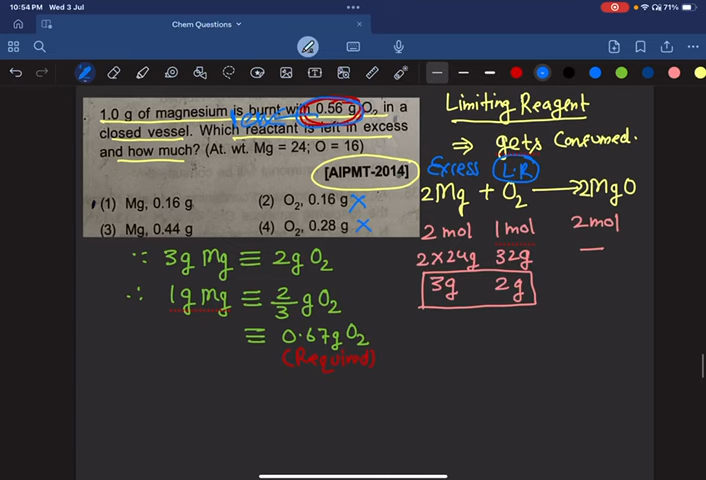 10:54 PM Wed 3 Jul
Chem Questions
1.0 g of magnesium is burnt with 0.56 g O₂ in a
closed vessel. Which reactant is left in excess
and how much? (At. wt. Mg = 24; O = 16)
[AIPMT-2014]
(1) Mg, 0.16 g
(2) O₂, 0.16 g X
(3) Mg, 0.44 g
(4) O₂, 0.28 g X
Limiting Reagent
⇒ gets Consumed.
Excess L.R
2Mg + O₂ → 2MgO
2 mol 1 mol 2 mol
2×24g 32g —
3g 2g
∵ 3g Mg ≡ 2g O₂
∴ 1g Mg ≡ 2/3 g O₂
≡ 0.67g O₂
(Required)